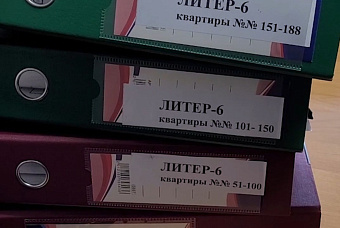 ЛИТЕР-6
квартиры №№ 151-188
ЛИТЕР-6
квартиры №№ 101- 150
ЛИТЕР-6
квартиры №№ 51-100